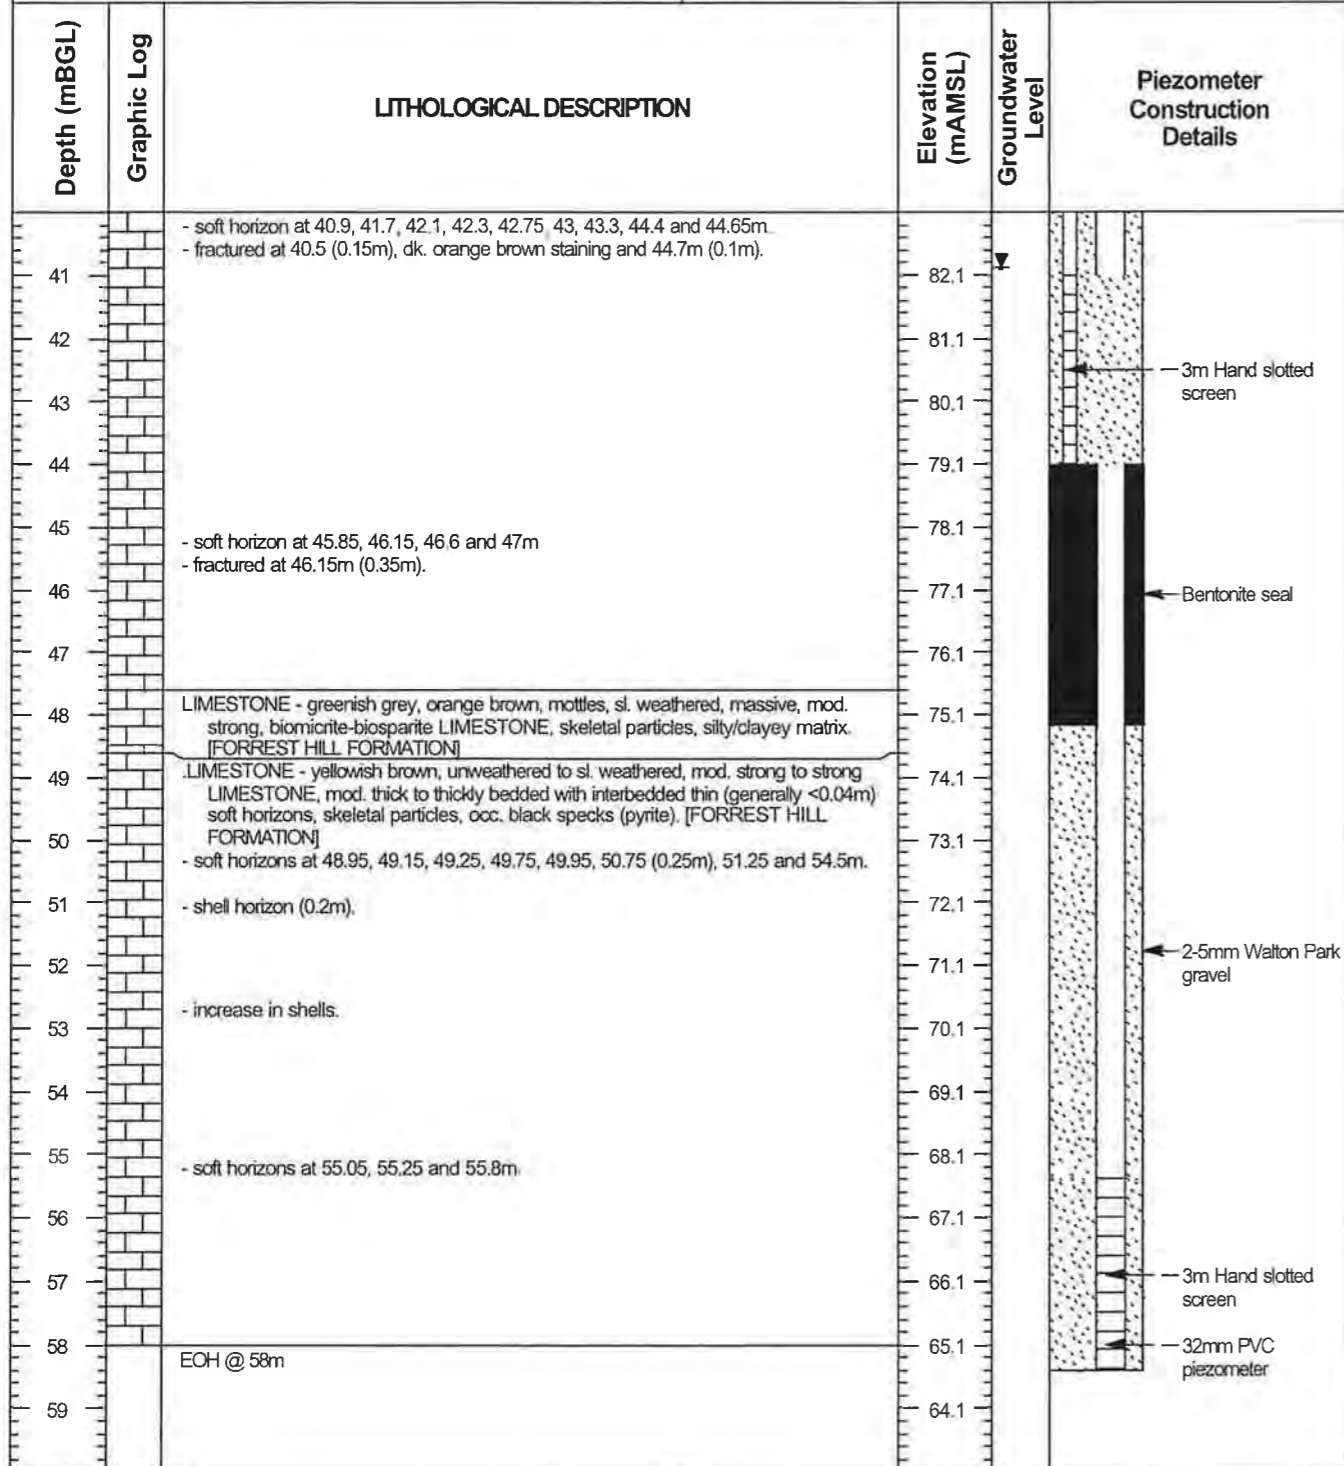 Depth (mBGL)
Graphic Log
LITHOLOGICAL DESCRIPTION
Elevation
(mAMSL)
Groundwater
Level
Piezometer
Construction
Details
- soft horizon at 40.9, 41.7, 42.1, 42.3, 42.75, 43, 43.3, 44.4 and 44.65m
- fractured at 40.5 (0.15m), dk. orange brown staining and 44.7m (0.1m).
41
82.1
42
81.1
3m Hand slotted
screen
43
80.1
44
79.1
45
78.1
- soft horizon at 45.85, 46.15, 46.6 and 47m
- fractured at 46.15m (0.35m).
46
77.1
Bentonite seal
47
76.1
LIMESTONE - greenish grey, orange brown, mottles, sl. weathered, massive, mod.
strong, biomicrite-biosparite LIMESTONE, skeletal particles, silty/clayey matrix.
[FORREST HILL FORMATION]
48
75.1
.LIMESTONE - yellowish brown, unweathered to sl. weathered, mod. strong to strong
LIMESTONE, mod. thick to thickly bedded with interbedded thin (generally <0.04m)
soft horizons, skeletal particles, occ. black specks (pyrite). [FORREST HILL
FORMATION]
49
74.1
50
73.1
- soft horizons at 48.95, 49.15, 49.25, 49.75, 49.95, 50.75 (0.25m), 51.25 and 54.5m.
51
72.1
- shell horizon (0.2m).
52
71.1
2-5mm Walton Park
gravel
- increase in shells.
53
70.1
54
69.1
55
68.1
- soft horizons at 55.05, 55.25 and 55.8m
56
67.1
57
66.1
3m Hand slotted
screen
58
65.1
32mm PVC
piezometer
EOH @ 58m
59
64.1